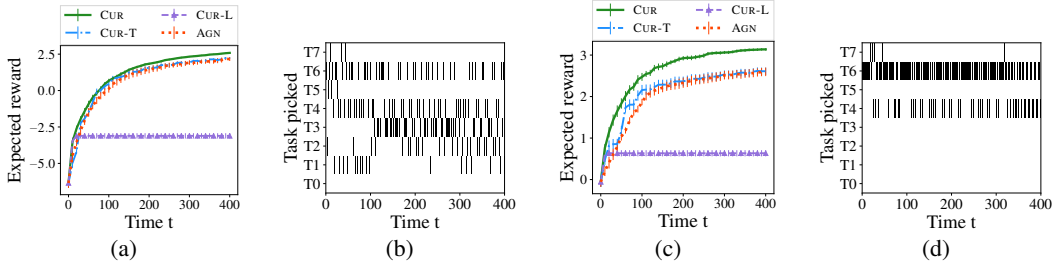 CUR CUR-L
CUR-T AGN
Expected reward
2.5
0.0
−2.5
−5.0
0 100 200 300 400
Time t
(a)
Task picked
T7
T6
T5
T4
T3
T2
T1
T0
0 100 200 300 400
Time t
(b)
CUR CUR-L
CUR-T AGN
Expected reward
3
2
1
0
0 100 200 300 400
Time t
(c)
Task picked
T7
T6
T5
T4
T3
T2
T1
T0
0 100 200 300 400
Time t
(d)